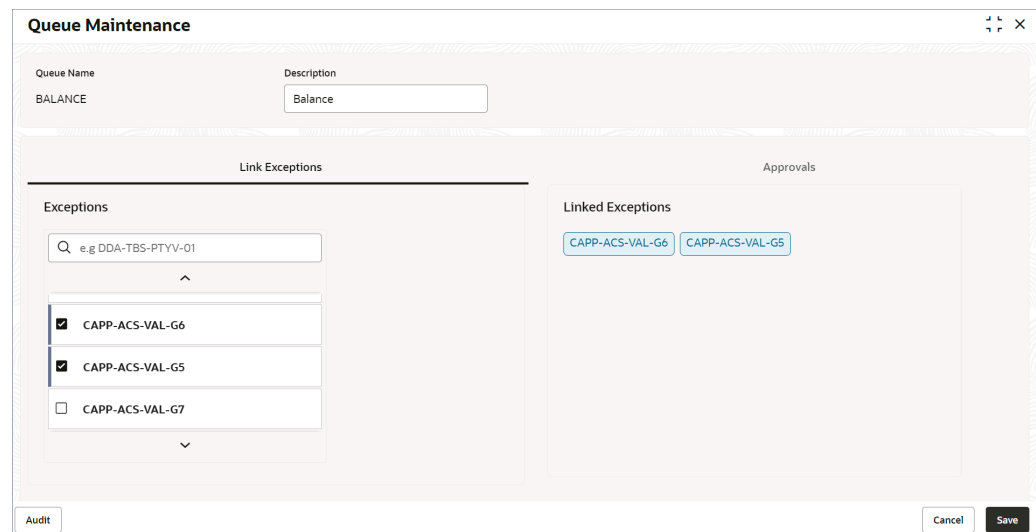 Queue Maintenance
Queue Name
Description
BALANCE
Balance
Link Exceptions
Approvals
Exceptions
Linked Exceptions
e.g DDA-TBS-PTYV-01
CAPP-ACS-VAL-G6 CAPP-ACS-VAL-G5
CAPP-ACS-VAL-G6
CAPP-ACS-VAL-G5
CAPP-ACS-VAL-G7
Audit
Cancel
Save